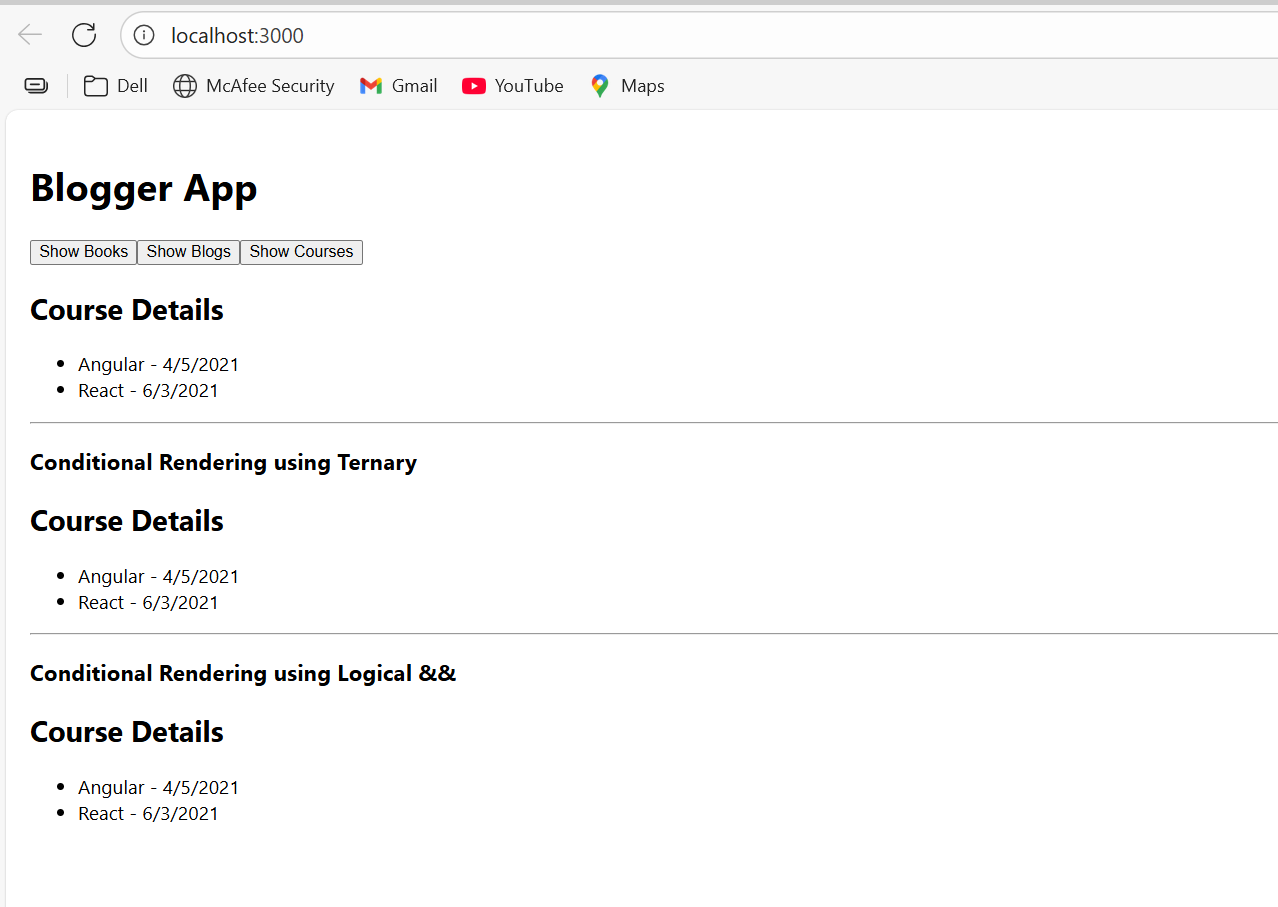 localhost:3000
Dell McAfee Security Gmail YouTube Maps
Blogger App
Show Books Show Blogs Show Courses
Course Details
• Angular - 4/5/2021
• React - 6/3/2021
Conditional Rendering using Ternary
Course Details
• Angular - 4/5/2021
• React - 6/3/2021
Conditional Rendering using Logical &&
Course Details
• Angular - 4/5/2021
• React - 6/3/2021